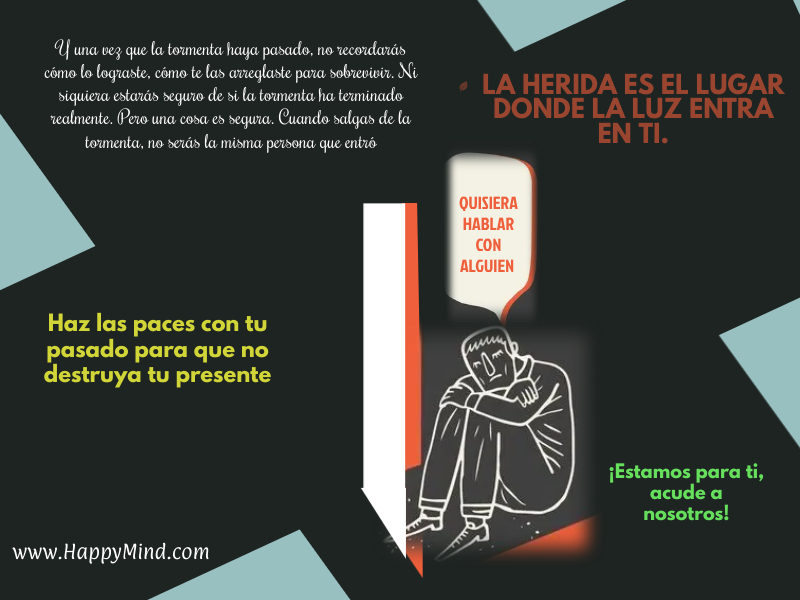 Y una vez que la tormenta haya pasado, no recordarás
cómo lo lograste, cómo te las arreglaste para sobrevivir. Ni
siquiera estarás seguro de si la tormenta ha terminado
realmente. Pero una cosa es segura. Cuando salgas de la
tormenta, no serás la misma persona que entró
• LA HERIDA ES EL LUGAR
DONDE LA LUZ ENTRA
EN TI.
QUISIERA
HABLAR
CON
ALGUIEN
Haz las paces con tu
pasado para que no
destruya tu presente
¡Estamos para ti,
acude a
nosotros!
www.HappyMind.com